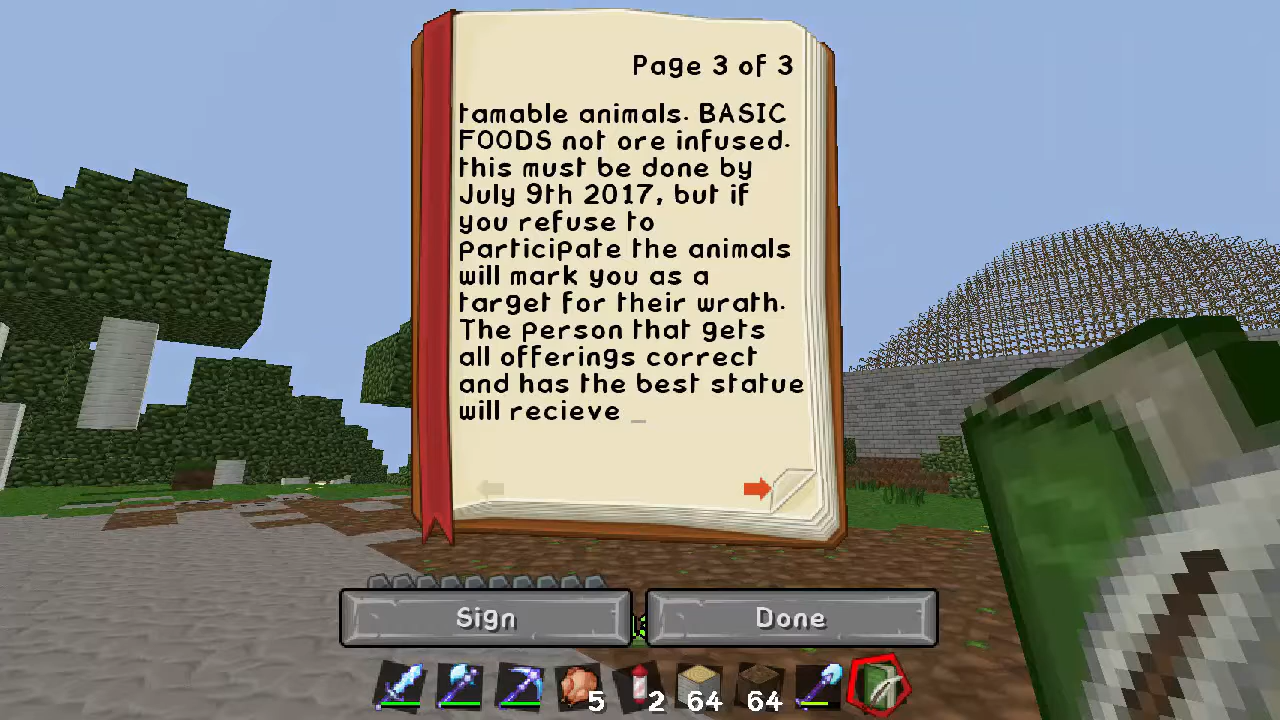 Page 3 of 3
tamable animals. BASIC
FOODS not ore infused.
this must be done by
July 9th 2017, but if
you refuse to
participate the animals
will mark you as a
target for their wrath.
The person that gets
all offerings correct
and has the best statue
will recieve _
Sign
Done
5
2
64
64